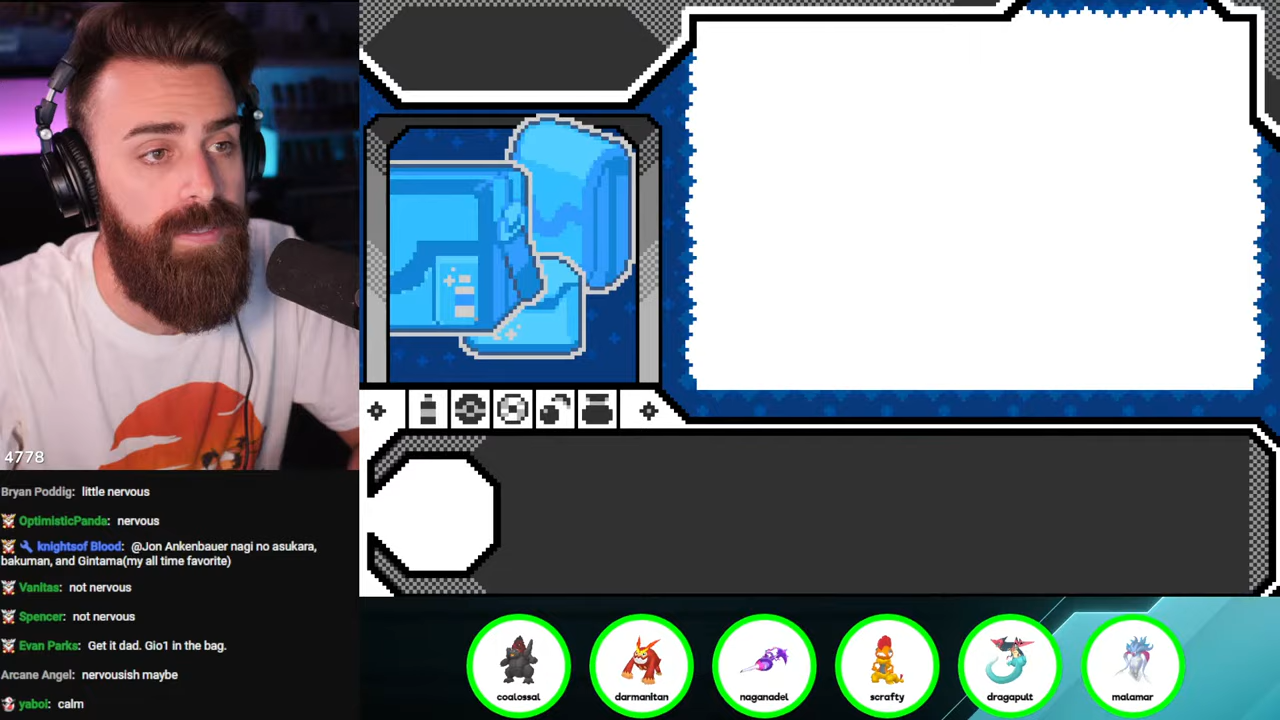 4778
Bryan Poddig: little nervous
OptimisticPanda: nervous
knightsof Blood: @Jon Ankenbauer nagi no asukara,
bakuman, and Gintama(my all time favorite)
Vanitas: not nervous
Spencer: not nervous
Evan Parks: Get it dad. Gio1 in the bag.
Arcane Angel: nervousish maybe
yaboi: calm
coalossal
darmanitan
naganadel
scrafty
dragapult
malamar